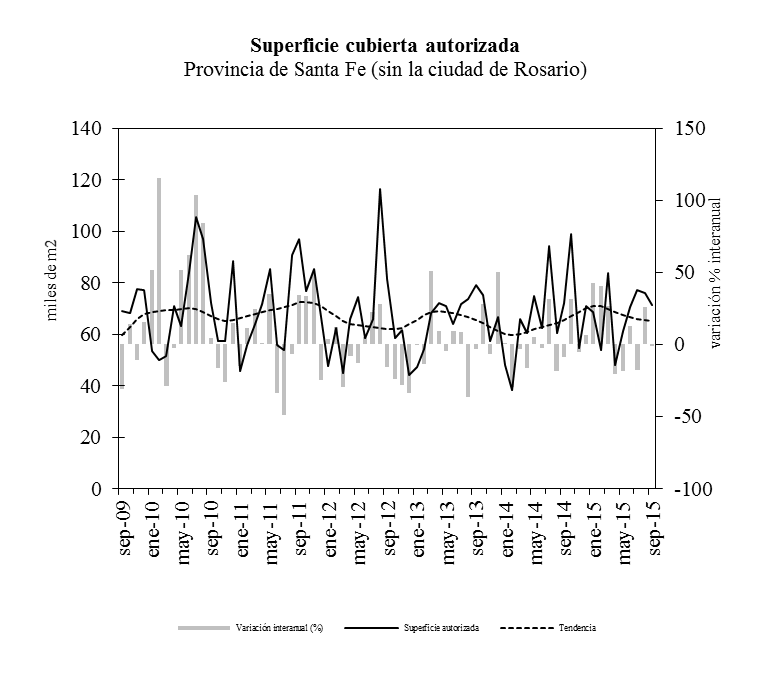 Superficie cubierta autorizada
Provincia de Santa Fe (sin la ciudad de Rosario)
miles de m2
140
120
100
80
60
40
20
0
variación % interanual
150
100
50
0
-50
-100
sep-09
ene-10
may-10
sep-10
ene-11
may-11
sep-11
ene-12
may-12
sep-12
ene-13
may-13
sep-13
ene-14
may-14
sep-14
ene-15
may-15
sep-15
Variación interanual (%)
Superficie autorizada
Tendencia